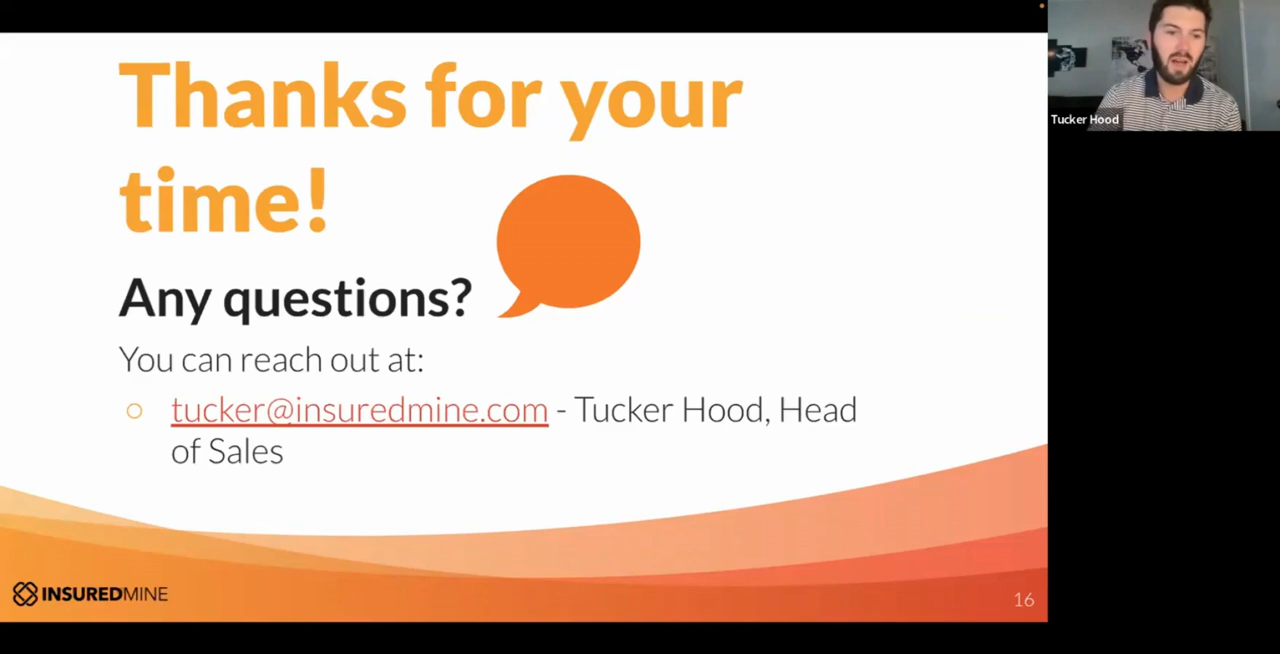 Thanks for your
time!
Any questions?
You can reach out at:
tucker@insuredmine.com - Tucker Hood, Head
of Sales
INSUREDMINE
16
Tucker Hood